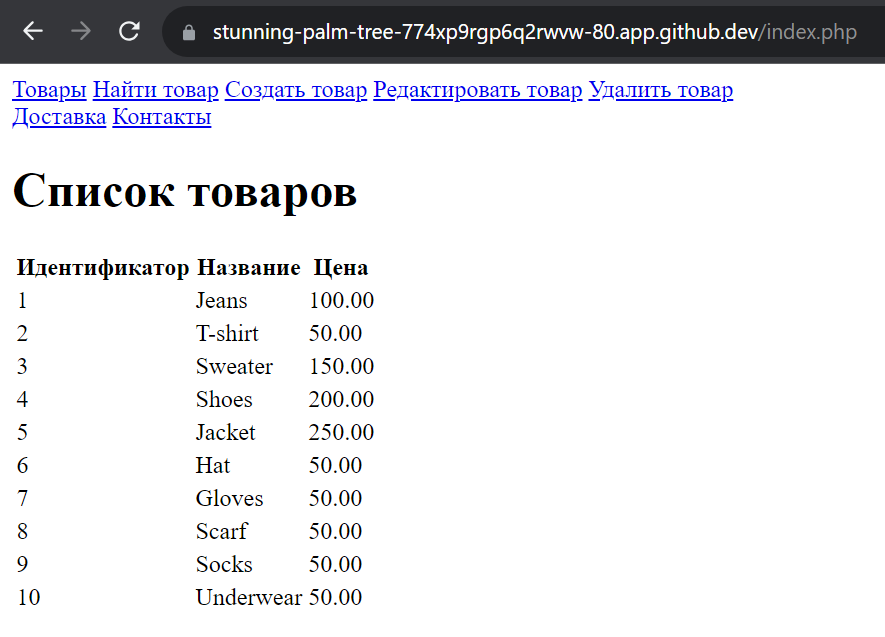 stunning-palm-tree-774xp9rgp6q2rwvw-80.app.github.dev/index.php
Товары Найти товар Создать товар Редактировать товар Удалить товар
Доставка Контакты
Список товаров
Идентификатор Название Цена
1 Jeans 100.00
2 T-shirt 50.00
3 Sweater 150.00
4 Shoes 200.00
5 Jacket 250.00
6 Hat 50.00
7 Gloves 50.00
8 Scarf 50.00
9 Socks 50.00
10 Underwear 50.00